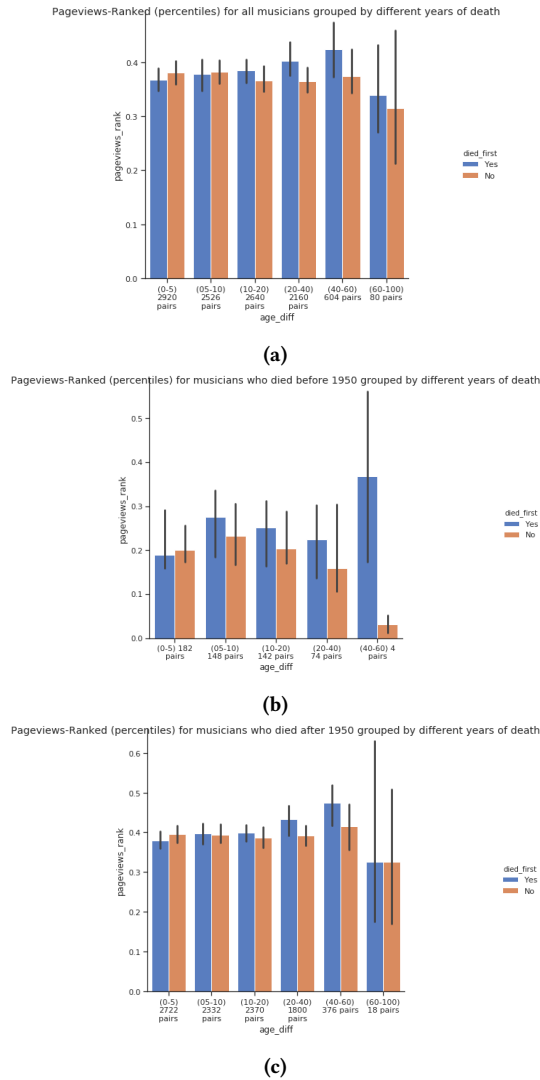 Pageviews-Ranked (percentiles) for all musicians grouped by different years of death
0.4
0.3
0.2
0.1
0.0
pageviews_rank
died_first
Yes
No
(0-5) (05-10) (10-20) (20-40) (40-60) (60-100)
2920 2526 2640 2160 604 pairs 80 pairs
pairs pairs pairs pairs
age_diff
(a)
Pageviews-Ranked (percentiles) for musicians who died before 1950 grouped by different years of death
0.5
0.4
0.3
0.2
0.1
0.0
pageviews_rank
died_first
Yes
No
(0-5) 182 (05-10) (10-20) (20-40) (40-60) 4
pairs 148 pairs 142 pairs 74 pairs pairs
age_diff
(b)
Pageviews-Ranked (percentiles) for musicians who died after 1950 grouped by different years of death
0.6
0.5
0.4
0.3
0.2
0.1
0.0
pageviews_rank
died_first
Yes
No
(0-5) (05-10) (10-20) (20-40) (40-60) (60-100)
2722 2332 2370 1800 376 pairs 18 pairs
pairs pairs pairs pairs
age_diff
(c)